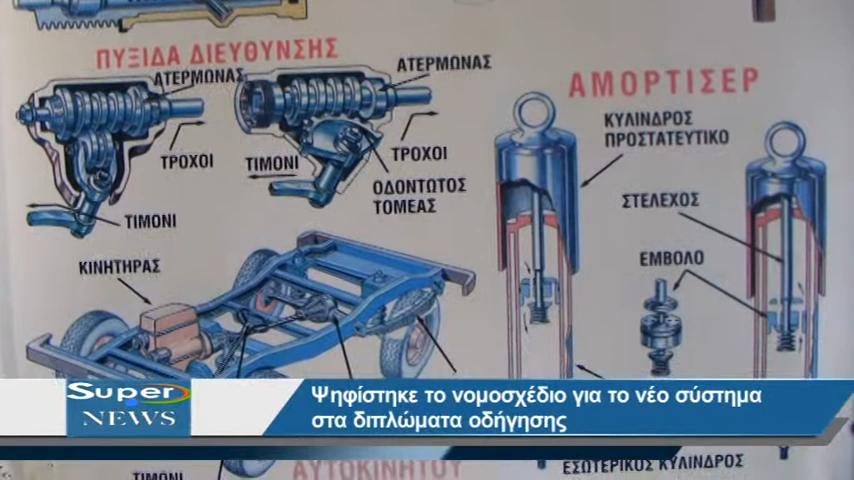 ΠΥΞΙΔΑ ΔΙΕΥΘΥΝΣΗΣ
ΑΤΕΡΜΩΝΑΣ
ΑΤΕΡΜΩΝΑΣ
ΤΡΟΧΟΙ
ΤΙΜΟΝΙ
ΤΡΟΧΟΙ
ΟΔΟΝΤΩΤΟΣ
ΤΟΜΕΑΣ
ΤΙΜΟΝΙ
ΑΜΟΡΤΙΣΕΡ
ΚΥΛΙΝΔΡΟΣ
ΠΡΟΣΤΑΤΕΥΤΙΚΟ
ΣΤΕΛΕΧΟΣ
ΕΜΒΟΛΟ
ΚΙΝΗΤΗΡΑΣ
Super
NEWS
Ψηφίστηκε το νομοσχέδιο για το νέο σύστημα
στα διπλώματα οδήγησης
ΤΙΜΟΝΙ
ΑΥΤΟΚΙΝΗΤΟΥ
ΕΣΩΤΕΡΙΚΟΣ ΚΥΛΙΝΔΡΟΣ